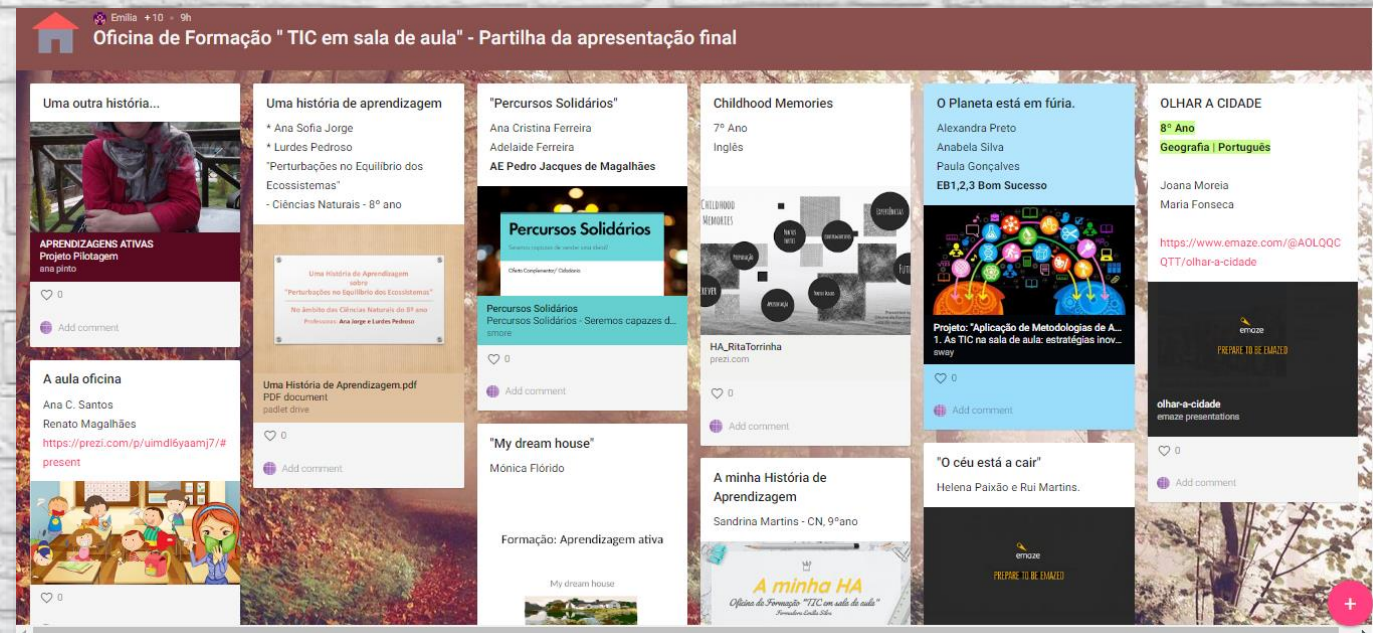 Emilia +10 • 9h
Oficina de Formação " TIC em sala de aula" - Partilha da apresentação final
Uma outra história...
APRENDIZAGENS ATIVAS
Projeto Pilotagem
ana pinto
0
Add comment
A aula oficina
Ana C. Santos
Renato Magalhães
https://prezi.com/p/uimdl6yaamj7/#
present
0
Uma história de aprendizagem
* Ana Sofia Jorge
* Lurdes Pedroso
"Perturbações no Equilíbrio dos
Ecossistemas"
- Ciências Naturais - 8º ano
Uma História de Aprendizagem
sobre
"Perturbações no Equilíbrio dos Ecossistemas"
No âmbito das Ciências Naturais do 8º ano
Professoras: Ana Jorge e Lurdes Pedroso
Uma História de Aprendizagem.pdf
PDF document
padlet drive
0
Add comment
"Percursos Solidários"
Ana Cristina Ferreira
Adelaide Ferreira
AE Pedro Jacques de Magalhães
Percursos Solidários
Seremos capazes de
Oferta Complementar/ Cidadania
Percursos Solidários
Percursos Solidários - Seremos capazes d...
smore
0
Add comment
"My dream house"
Mónica Flórido
Formação: Aprendizagem ativa
My dream house
Childhood Memories
7º Ano
Inglês
Childhood
Memories
HA_RitaTorrinha
prezi.com
0
Add comment
A minha História de
Aprendizagem
Sandrina Martins - CN, 9ºano
A minha HA
Oficina de Formação "TIC em sala de aula"
Formadora Emília Silva
O Planeta está em fúria.
Alexandra Preto
Anabela Silva
Paula Gonçalves
EB1,2,3 Bom Sucesso
Projeto: "Aplicação de Metodologias de A...
1. As TIC na sala de aula: estratégias inov...
sway
0
Add comment
"O céu está a cair"
Helena Paixão e Rui Martins.
emaze
PREPARE TO BE EMAZED
OLHAR A CIDADE
8º Ano
Geografia | Português
Joana Moreia
Maria Fonseca
https://www.emaze.com/@AOLQQC
QTT/olhar-a-cidade
emaze
PREPARE TO BE EMAZED
olhar-a-cidade
emaze presentations
0
Add comment